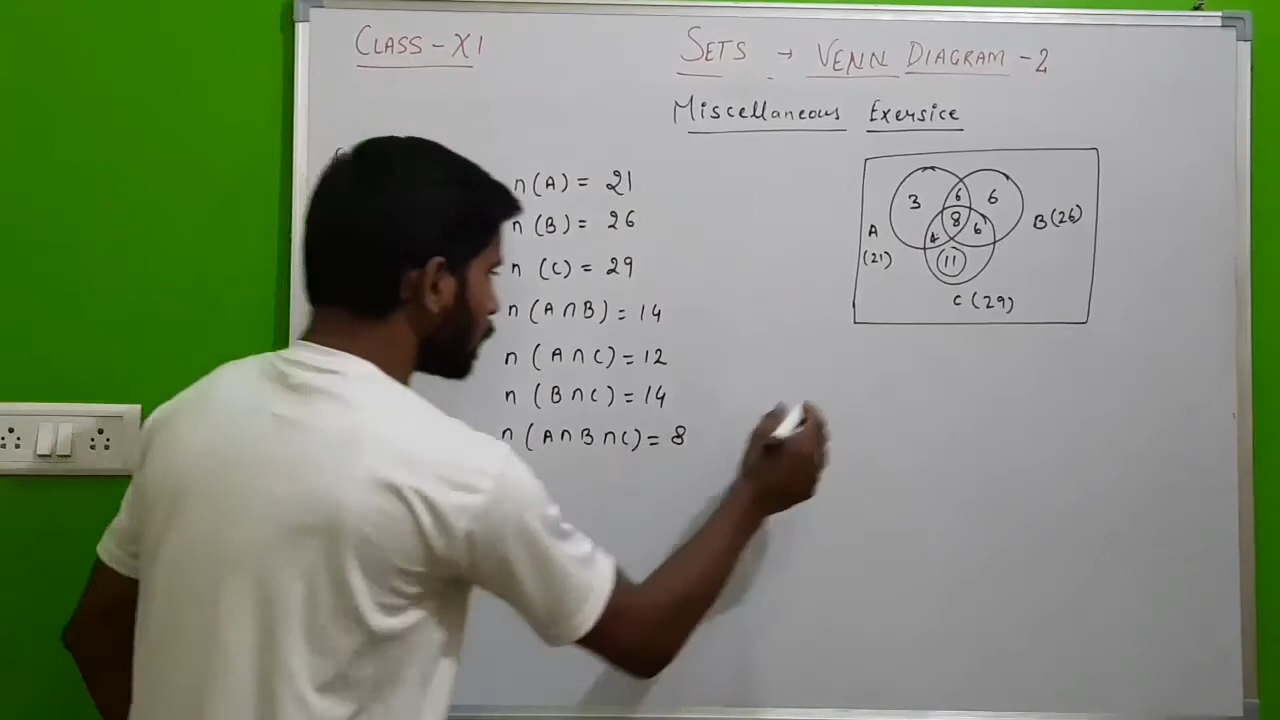 CLASS - XI
SETS → VENN DIAGRAM - 2
Miscellaneous Exersice
n(A) = 21
n(B) = 26
n (C) = 29
n (A ∩ B) = 14
n (A ∩ C) = 12
n (B ∩ C) = 14
n (A ∩ B ∩ C) = 8
3 6 6
8
4 6
11
A
(21)
B(26)
C (29)